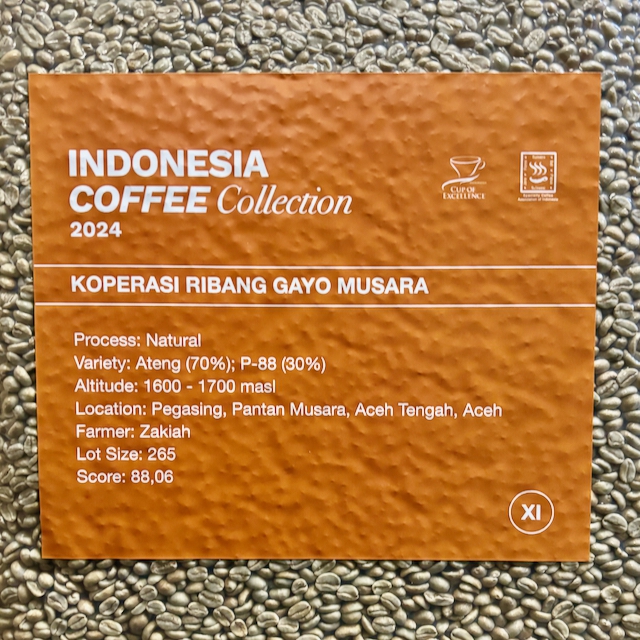 INDONESIA
COFFEE Collection
2024
CUP OF
EXCELLENCE
KOPERASI RIBANG GAYO MUSARA
Process: Natural
Variety: Ateng (70%); P-88 (30%)
Altitude: 1600 - 1700 masl
Location: Pegasing, Pantan Musara, Aceh Tengah, Aceh
Farmer: Zakiah
Lot Size: 265
Score: 88,06
XI